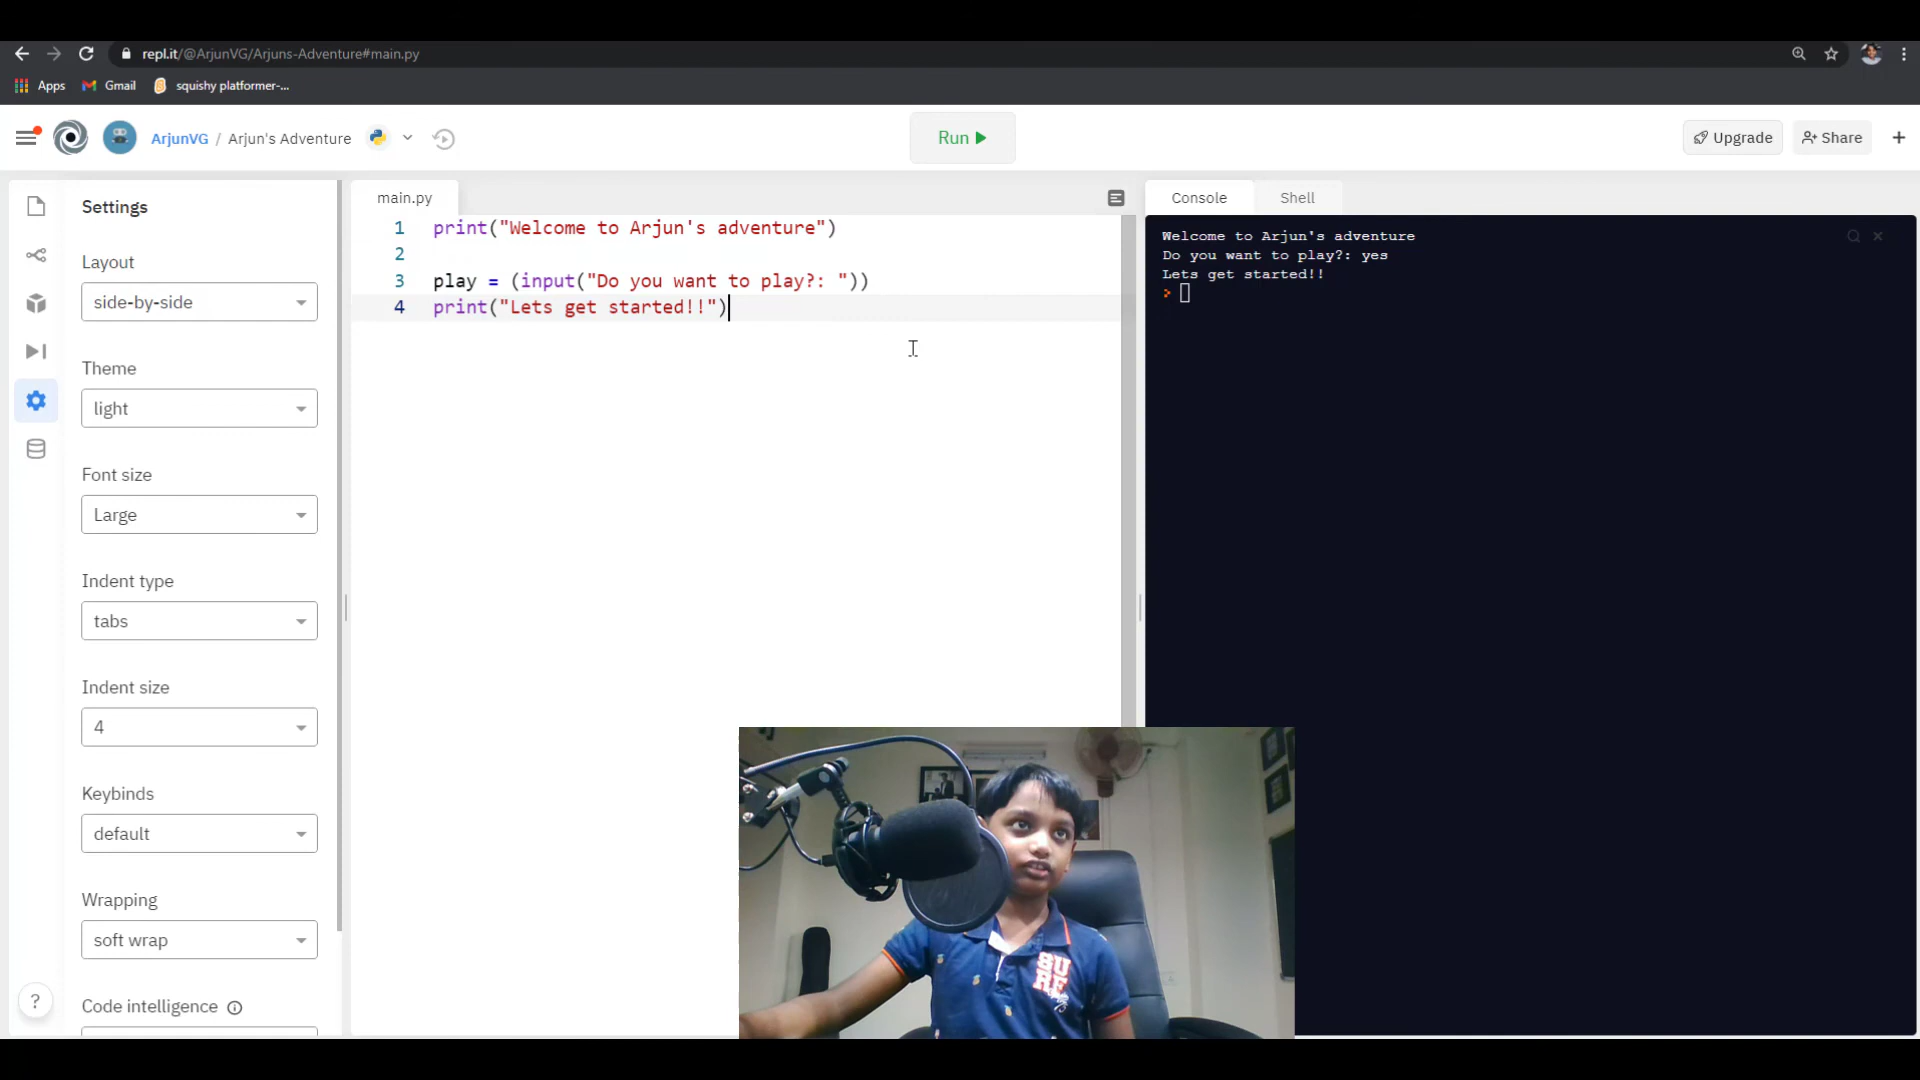 repl.it/@ArjunVG/Arjuns-Adventure#main.py
Apps
Gmail
squishy platformer-...
ArjunVG / Arjun's Adventure
Run
Upgrade
Share
Settings
Layout
side-by-side
Theme
light
Font size
Large
Indent type
tabs
Indent size
4
Keybinds
default
Wrapping
soft wrap
Code intelligence
?
main.py
1 print("Welcome to Arjun's adventure")
2
3 play = (input("Do you want to play?: "))
4 print("Lets get started!!")
Console
Shell
Welcome to Arjun's adventure
Do you want to play?: yes
Lets get started!!
>
SURF